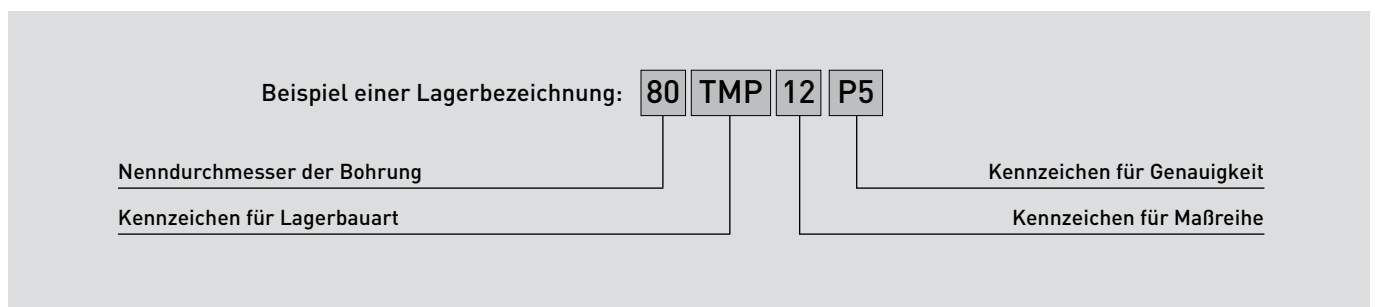 Beispiel einer Lagerbezeichnung: 80 TMP 12 P5
Nenndurchmesser der Bohrung Kennzeichen für Genauigkeit
Kennzeichen für Lagerbauart Kennzeichen für Maßreihe